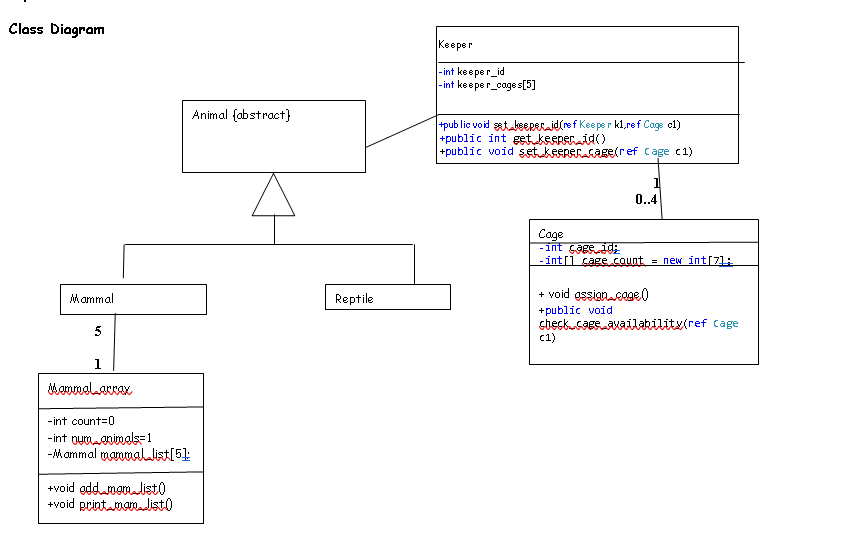 Class Diagram
Keeper
-int keeper_id
-int keeper_cages[5]
+public void set_keeper_id(ref Keeper k1,ref Cage c1)
+public int get_keeper_id()
+public void set_keeper_cage(ref Cage c1)
Animal {abstract}
1
0..4
Cage
-int cage_id;
-int[] cage_count = new int[7];
+ void assign_cage()
+public void
check_cage_availability(ref Cage
c1)
Mammal
Reptile
5
1
Mammal_array
-int count=0
-int num_animals=1
-Mammal mammal_list[5];
+void add_mam_list()
+void print_mam_list()